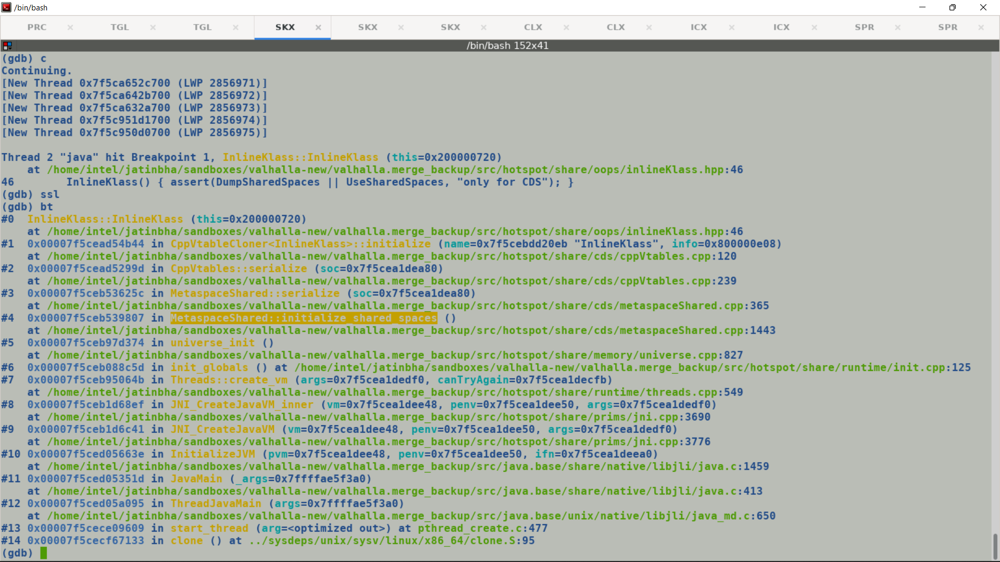 /bin/bash
PRC × TGL × TGL × SKX × SKX × SKX × CLX × CLX × ICX × ICX × SPR × SPR ×
/bin/bash 152x41
(gdb) c
Continuing.
[New Thread 0x7f5ca652c700 (LWP 2856971)]
[New Thread 0x7f5ca642b700 (LWP 2856972)]
[New Thread 0x7f5ca632a700 (LWP 2856973)]
[New Thread 0x7f5c951d1700 (LWP 2856974)]
[New Thread 0x7f5c950d0700 (LWP 2856975)]
Thread 2 "java" hit Breakpoint 1, InlineKlass::InlineKlass (this=0x200000720)
    at /home/intel/jatinbha/sandboxes/valhalla-new/valhalla.merge_backup/src/hotspot/share/oops/inlineKlass.hpp:46
46        InlineKlass() { assert(DumpSharedSpaces || UseSharedSpaces, "only for CDS"); }
(gdb) ssl
(gdb) bt
#0  InlineKlass::InlineKlass (this=0x200000720)
    at /home/intel/jatinbha/sandboxes/valhalla-new/valhalla.merge_backup/src/hotspot/share/oops/inlineKlass.hpp:46
#1  0x00007f5cead54b44 in CppVtableCloner<InlineKlass>::initialize (name=0x7f5cebdd20eb "InlineKlass", info=0x800000e08)
    at /home/intel/jatinbha/sandboxes/valhalla-new/valhalla.merge_backup/src/hotspot/share/cds/cppVtables.cpp:120
#2  0x00007f5cead5299d in CppVtables::serialize (soc=0x7f5cea1dea80)
    at /home/intel/jatinbha/sandboxes/valhalla-new/valhalla.merge_backup/src/hotspot/share/cds/cppVtables.cpp:239
#3  0x00007f5ceb53625c in MetaspaceShared::serialize (soc=0x7f5cea1dea80)
    at /home/intel/jatinbha/sandboxes/valhalla-new/valhalla.merge_backup/src/hotspot/share/cds/metaspaceShared.cpp:365
#4  0x00007f5ceb539807 in MetaspaceShared::initialize_shared_spaces ()
    at /home/intel/jatinbha/sandboxes/valhalla-new/valhalla.merge_backup/src/hotspot/share/cds/metaspaceShared.cpp:1443
#5  0x00007f5ceb97d374 in universe_init ()
    at /home/intel/jatinbha/sandboxes/valhalla-new/valhalla.merge_backup/src/hotspot/share/memory/universe.cpp:827
#6  0x00007f5ceb088c5d in init_globals () at /home/intel/jatinbha/sandboxes/valhalla-new/valhalla.merge_backup/src/hotspot/share/runtime/init.cpp:125
#7  0x00007f5ceb95064b in Threads::create_vm (args=0x7f5cea1dedf0, canTryAgain=0x7f5cea1decfb)
    at /home/intel/jatinbha/sandboxes/valhalla-new/valhalla.merge_backup/src/hotspot/share/runtime/threads.cpp:549
#8  0x00007f5ceb1d68ef in JNI_CreateJavaVM_inner (vm=0x7f5cea1dee48, penv=0x7f5cea1dee50, args=0x7f5cea1dedf0)
    at /home/intel/jatinbha/sandboxes/valhalla-new/valhalla.merge_backup/src/hotspot/share/prims/jni.cpp:3690
#9  0x00007f5ceb1d6c41 in JNI_CreateJavaVM (vm=0x7f5cea1dee48, penv=0x7f5cea1dee50, args=0x7f5cea1dedf0)
    at /home/intel/jatinbha/sandboxes/valhalla-new/valhalla.merge_backup/src/hotspot/share/prims/jni.cpp:3776
#10 0x00007f5ced05663e in InitializeJVM (pvm=0x7f5cea1dee48, penv=0x7f5cea1dee50, ifn=0x7f5cea1deea0)
    at /home/intel/jatinbha/sandboxes/valhalla-new/valhalla.merge_backup/src/java.base/share/native/libjli/java.c:1459
#11 0x00007f5ced05351d in JavaMain (_args=0x7ffffae5f3a0)
    at /home/intel/jatinbha/sandboxes/valhalla-new/valhalla.merge_backup/src/java.base/share/native/libjli/java.c:413
#12 0x00007f5ced05a095 in ThreadJavaMain (args=0x7ffffae5f3a0)
    at /home/intel/jatinbha/sandboxes/valhalla-new/valhalla.merge_backup/src/java.base/unix/native/libjli/java_md.c:650
#13 0x00007f5cece09609 in start_thread (arg=<optimized out>) at pthread_create.c:477
#14 0x00007f5cecf67133 in clone () at ../sysdeps/unix/sysv/linux/x86_64/clone.S:95
(gdb)